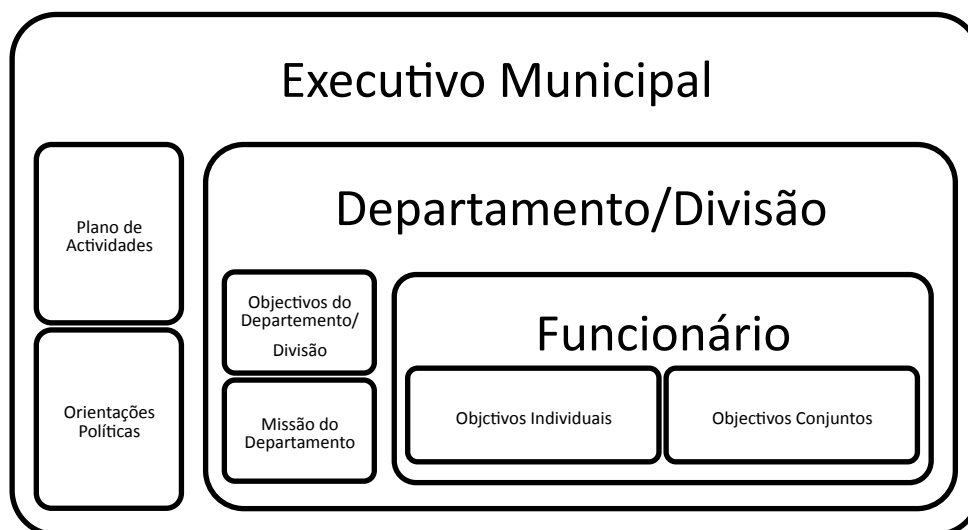 Executivo Municipal
Plano de
Actividades
Orientações
Políticas
Departamento/Divisão
Objectivos do
Departemento/
Divisão
Missão do
Departamento
Funcionário
Objctivos Individuais
Objectivos Conjuntos